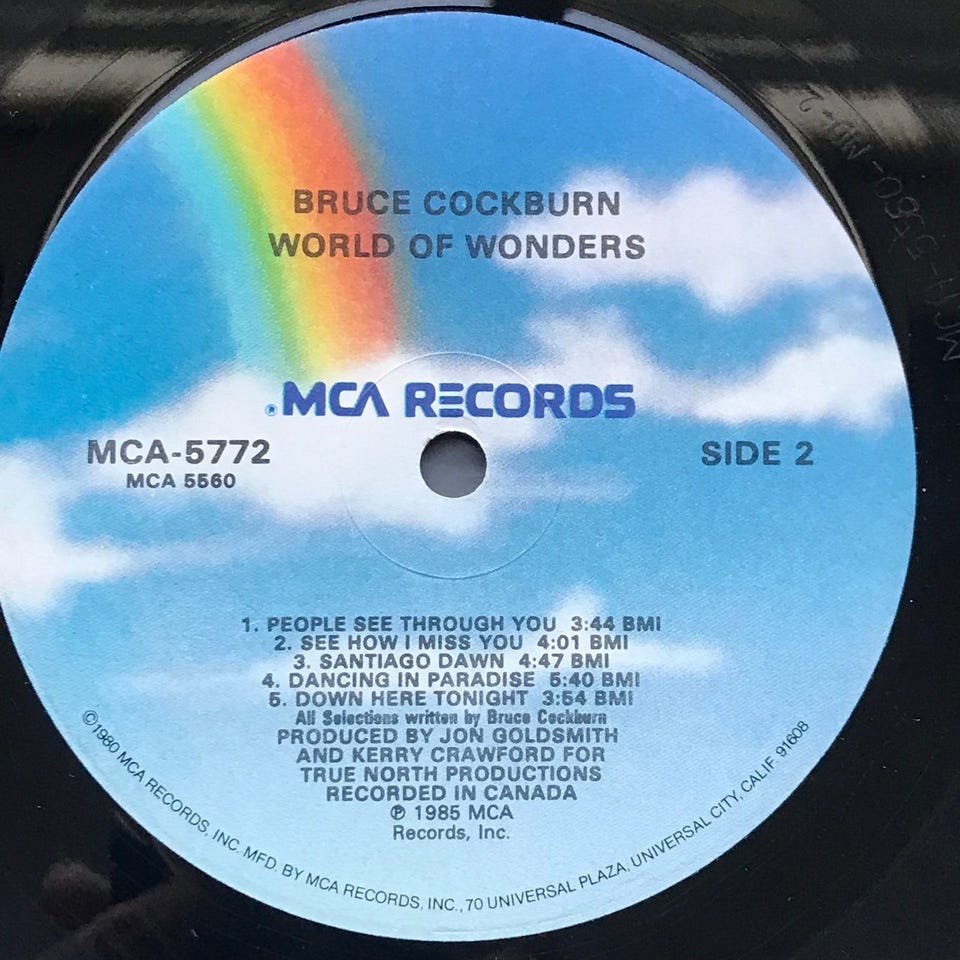 BRUCE COCKBURN
WORLD OF WONDERS
®MCA RECORDS
MCA-5772
MCA 5560
SIDE 2
1. PEOPLE SEE THROUGH YOU 3:44 BMI
2. SEE HOW I MISS YOU 4:01 BMI
3. SANTIAGO DAWN 4:47 BMI
4. DANCING IN PARADISE 5:40 BMI
5. DOWN HERE TONIGHT 3:54 BMI
All Selections written by Bruce Cockburn
PRODUCED BY JON GOLDSMITH
AND KERRY CRAWFORD FOR
TRUE NORTH PRODUCTIONS
RECORDED IN CANADA
℗ 1985 MCA
Records, Inc.
©1980 MCA RECORDS, INC. MFD. BY MCA RECORDS, INC., 70 UNIVERSAL PLAZA, UNIVERSAL CITY, CALIF. 91608